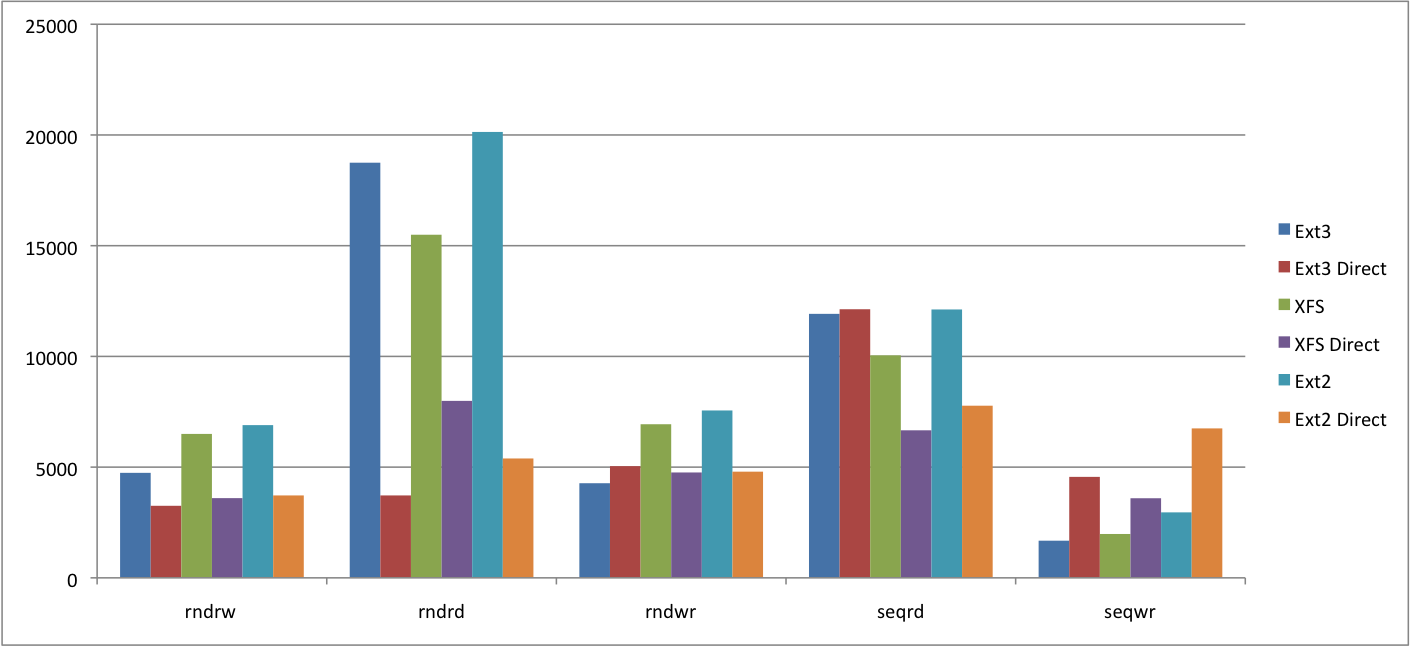 25000
20000
15000
10000
5000
0
rndrw rndrd rndwr seqrd seqwr
Ext3
Ext3 Direct
XFS
XFS Direct
Ext2
Ext2 Direct